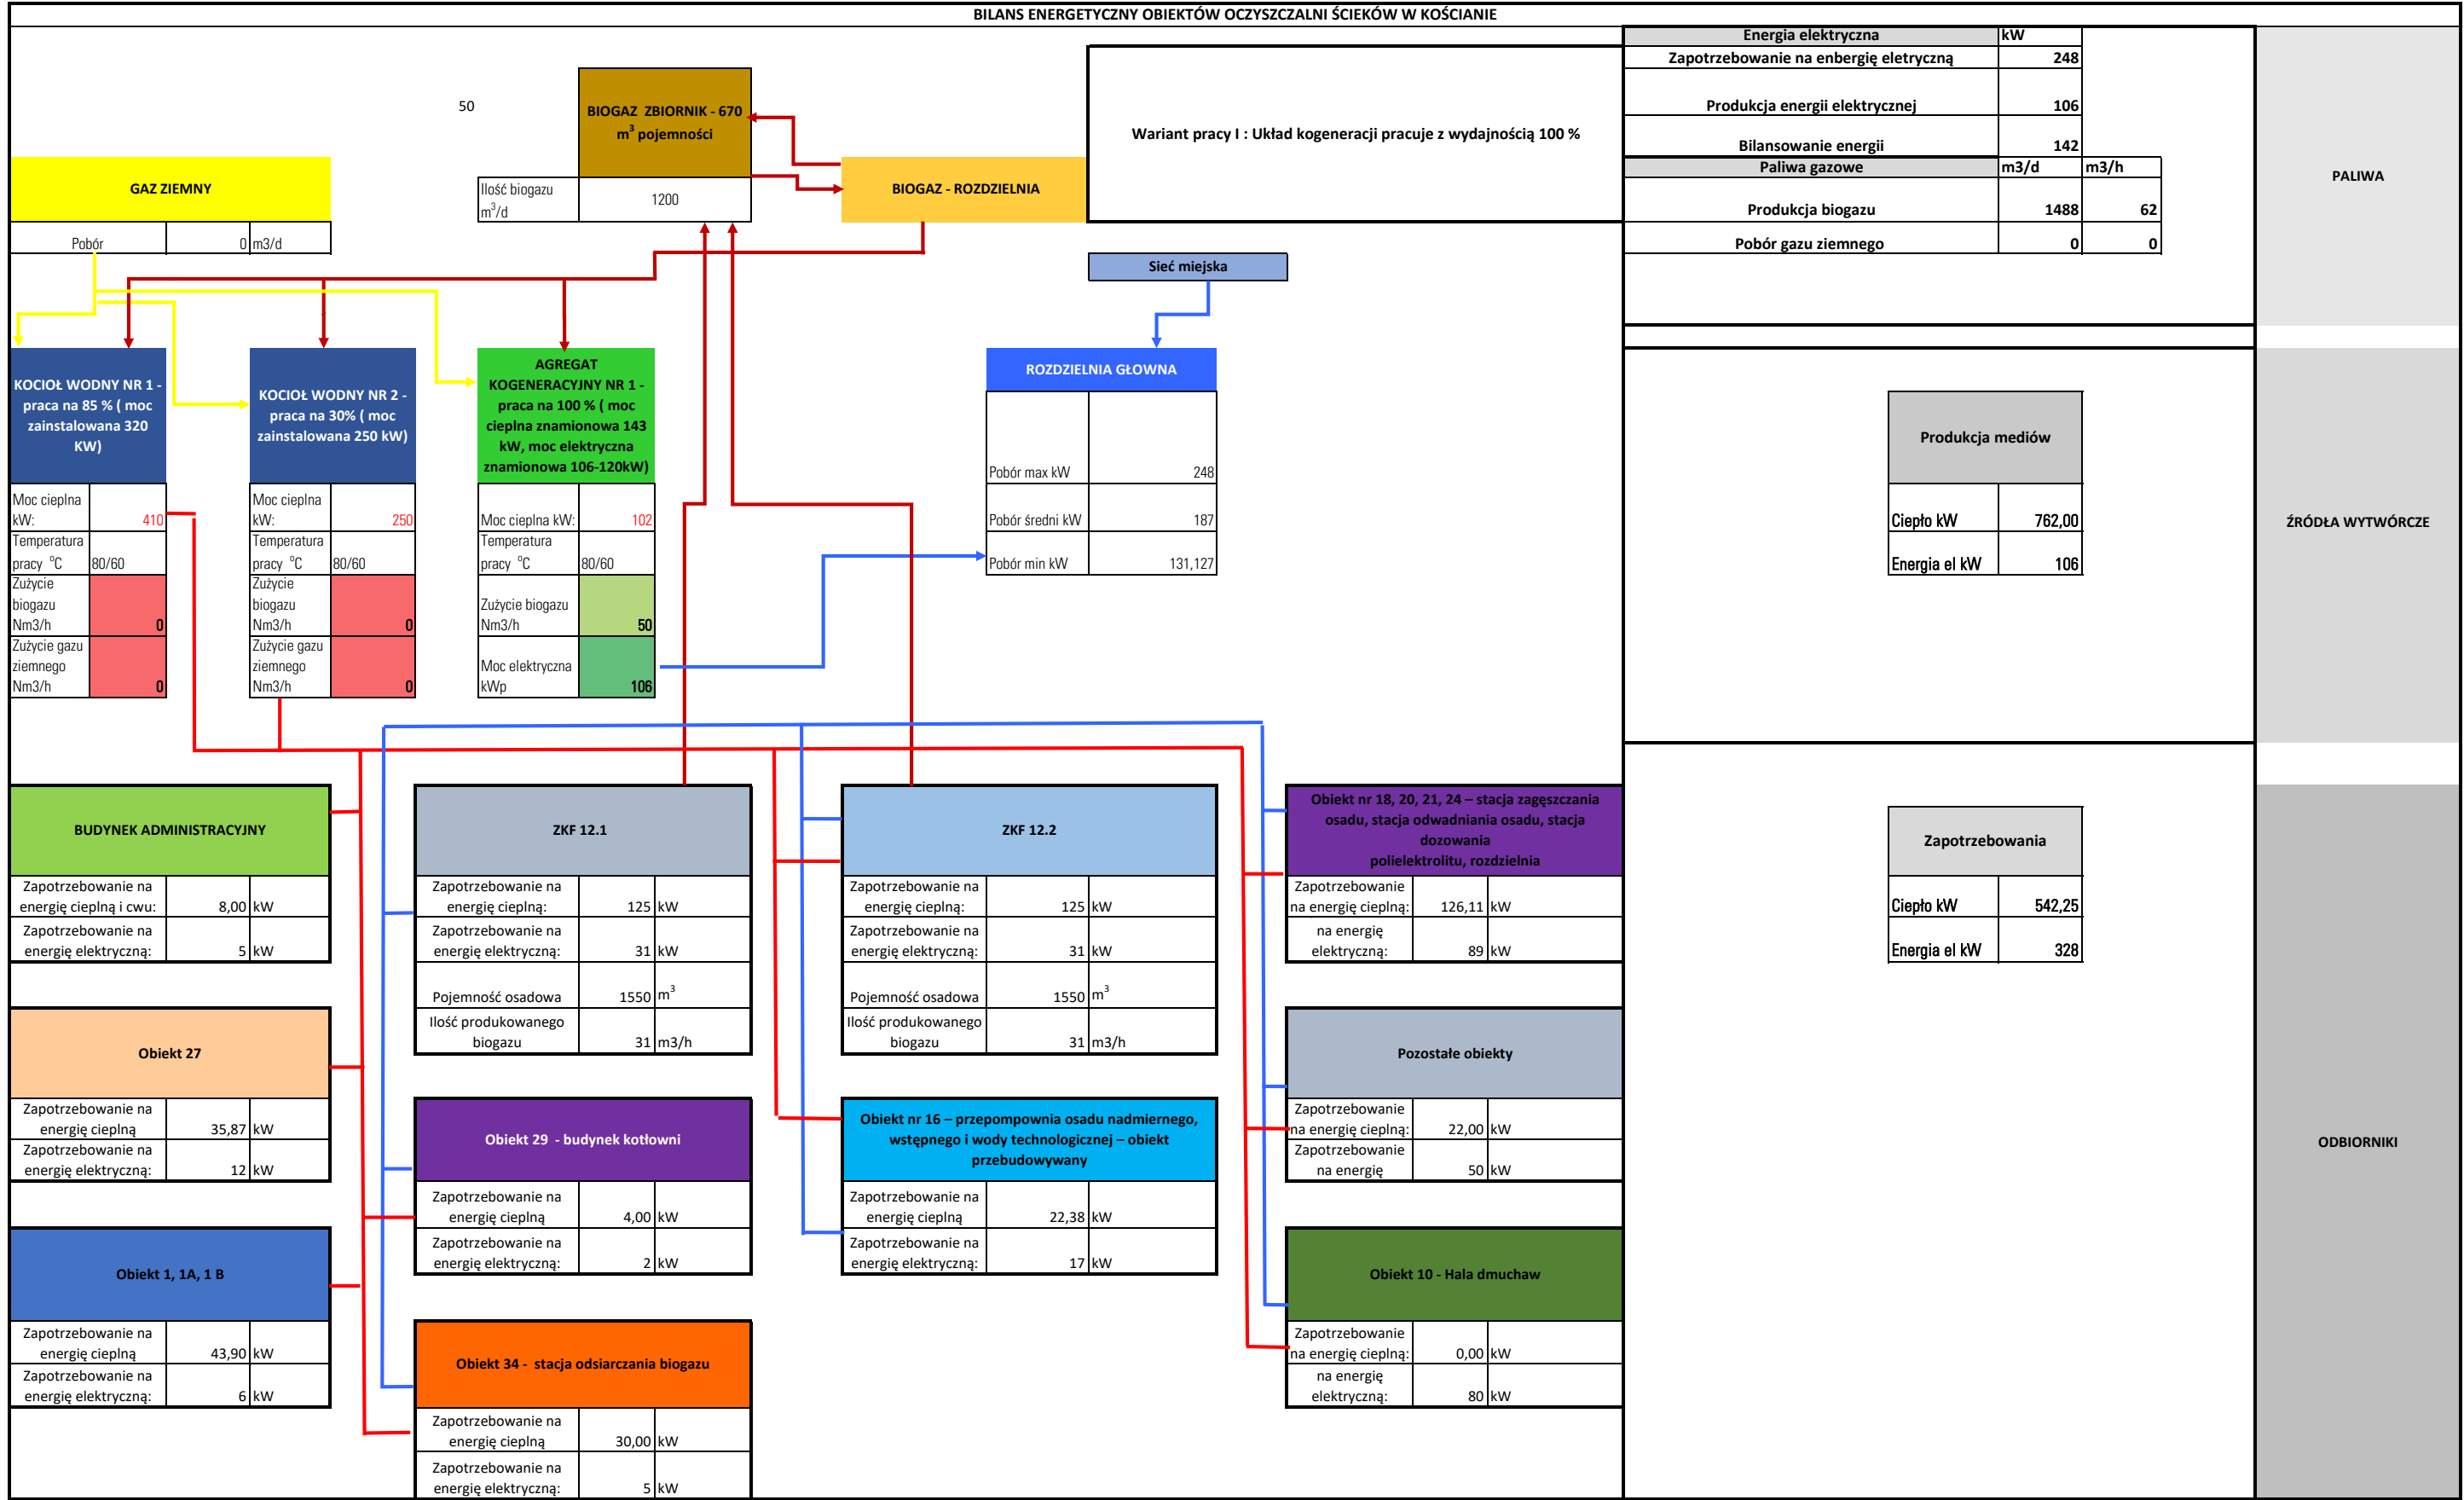 BILANS ENERGETYCZNY OBIEKTÓW OCZYSZCZALNI ŚCIEKÓW W KOŚCIANIE
Energia elektryczna kW
Zapotrzebowanie na enbergię eletryczną 248
Produkcja energii elektrycznej 106
Bilansowanie energii 142
Paliwa gazowe m3/d m3/h
Produkcja biogazu 1488 62
Pobór gazu ziemnego 0 0
PALIWA
50
BIOGAZ ZBIORNIK - 670
m³ pojemności
Ilość biogazu
m³/d
1200
BIOGAZ - ROZDZIELNIA
Wariant pracy I : Układ kogeneracji pracuje z wydajnością 100 %
GAZ ZIEMNY
Pobór 0 m3/d
Sieć miejska
KOCIOŁ WODNY NR 1 -
praca na 85 % ( moc
zainstalowana 320
KW)
Moc cieplna
kW: 410
Temperatura
pracy °C 80/60
Zużycie
biogazu
Nm3/h 0
Zużycie gazu
ziemnego
Nm3/h 0
KOCIOŁ WODNY NR 2 -
praca na 30% ( moc
zainstalowana 250 kW)
Moc cieplna
kW: 250
Temperatura
pracy °C 80/60
Zużycie
biogazu
Nm3/h 0
Zużycie gazu
ziemnego
Nm3/h 0
AGREGAT
KOGENERACYJNY NR 1 -
praca na 100 % ( moc
cieplna znamionowa 143
kW, moc elektryczna
znamionowa 106-120kW)
Moc cieplna kW: 102
Temperatura
pracy °C 80/60
Zużycie biogazu
Nm3/h 50
Moc elektryczna
kWp 106
ROZDZIELNIA GŁOWNA
Pobór max kW 248
Pobór średni kW 187
Pobór min kW 131,127
Produkcja mediów
Ciepło kW 762,00
Energia el kW 106
ŹRÓDŁA WYTWÓRCZE
BUDYNEK ADMINISTRACYJNY
Zapotrzebowanie na
energię cieplną i cwu: 8,00 kW
Zapotrzebowanie na
energię elektryczną: 5 kW
ZKF 12.1
Zapotrzebowanie na
energię cieplną: 125 kW
Zapotrzebowanie na
energię elektryczną: 31 kW
Pojemność osadowa 1550 m³
Ilość produkowanego
biogazu 31 m3/h
ZKF 12.2
Zapotrzebowanie na
energię cieplną: 125 kW
Zapotrzebowanie na
energię elektryczną: 31 kW
Pojemność osadowa 1550 m³
Ilość produkowanego
biogazu 31 m3/h
Obiekt nr 18, 20, 21, 24 – stacja zagęszczania
osadu, stacja odwadniania osadu, stacja
dozowania
polielektrolitu, rozdzielnia
Zapotrzebowanie
na energię cieplną: 126,11 kW
na energię
elektryczną: 89 kW
Zapotrzebowania
Ciepło kW 542,25
Energia el kW 328
ODBIORNIKI
Obiekt 27
Zapotrzebowanie na
energię cieplną 35,87 kW
Zapotrzebowanie na
energię elektryczną: 12 kW
Obiekt 29 - budynek kotłowni
Zapotrzebowanie na
energię cieplną 4,00 kW
Zapotrzebowanie na
energię elektryczną: 2 kW
Obiekt nr 16 – przepompownia osadu nadmiernego,
wstępnego i wody technologicznej – obiekt
przebudowywany
Zapotrzebowanie na
energię cieplną 22,38 kW
Zapotrzebowanie na
energię elektryczną: 17 kW
Pozostałe obiekty
Zapotrzebowanie
na energię cieplną: 22,00 kW
Zapotrzebowanie
na energię 50 kW
Obiekt 1, 1A, 1 B
Zapotrzebowanie na
energię cieplną 43,90 kW
Zapotrzebowanie na
energię elektryczną: 6 kW
Obiekt 34 - stacja odsiarczania biogazu
Zapotrzebowanie na
energię cieplną 30,00 kW
Zapotrzebowanie na
energię elektryczną: 5 kW
Obiekt 10 - Hala dmuchaw
Zapotrzebowanie
na energię cieplną: 0,00 kW
na energię
elektryczną: 80 kW